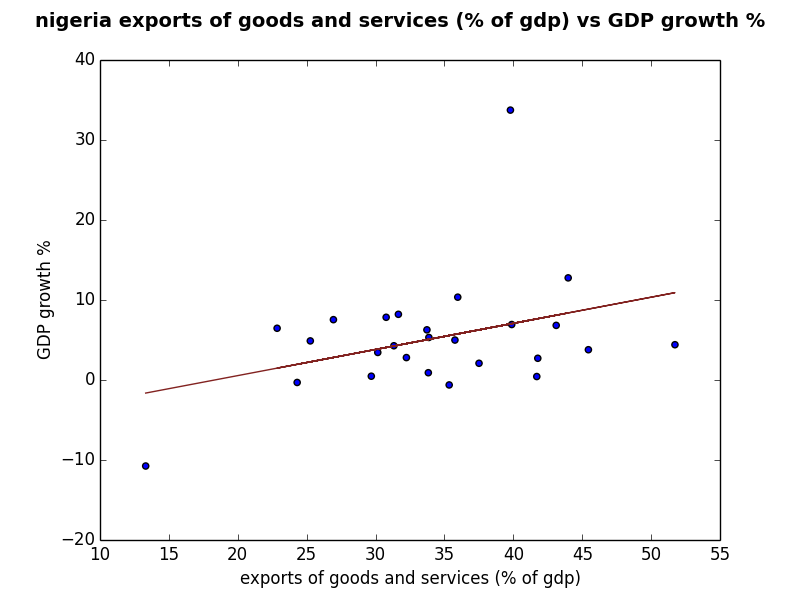 nigeria exports of goods and services (% of gdp) vs GDP growth %
40
30
20
10
0
−10
−20
GDP growth %
10 15 20 25 30 35 40 45 50 55
exports of goods and services (% of gdp)